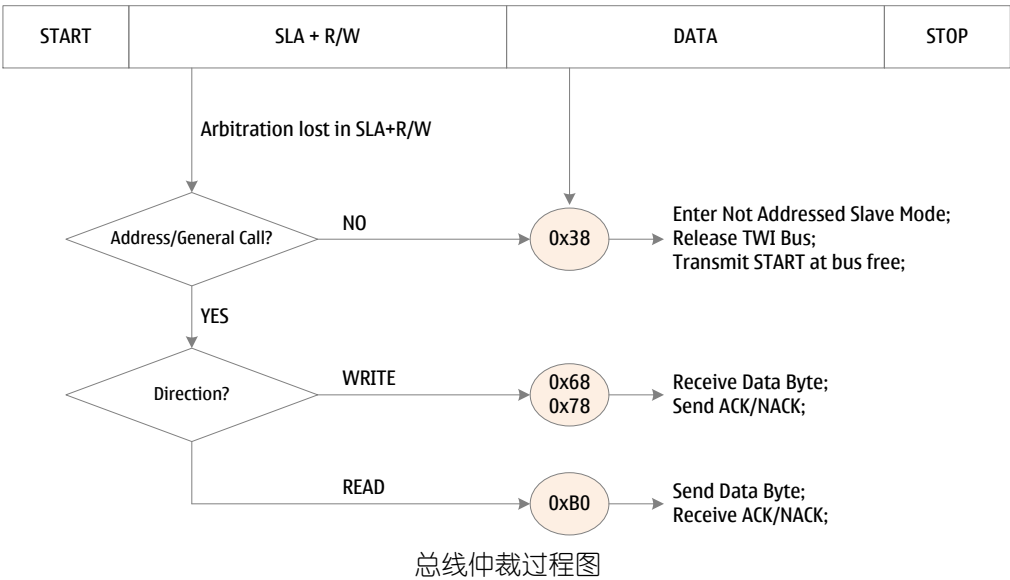 START SLA + R/W DATA STOP
Arbitration lost in SLA+R/W
Address/General Call?
NO
0x38
Enter Not Addressed Slave Mode;
Release TWI Bus;
Transmit START at bus free;
YES
Direction?
WRITE
0x68
0x78
Receive Data Byte;
Send ACK/NACK;
READ
0xB0
Send Data Byte;
Receive ACK/NACK;
总线仲裁过程图